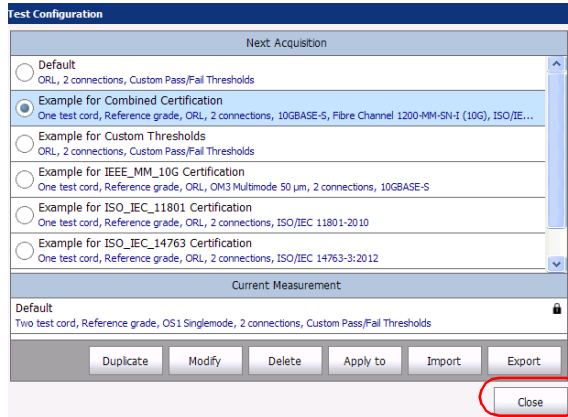 Test Configuration
Next Acquisition
Default
ORL, 2 connections, Custom Pass/Fail Thresholds
Example for Combined Certification
One test cord, Reference grade, ORL, 2 connections, 10GBASE-S, Fibre Channel 1200-MM-SN-I (10G), ISO/IE...
Example for Custom Thresholds
ORL, 2 connections, Custom Pass/Fail Thresholds
Example for IEEE_MM_10G Certification
One test cord, Reference grade, ORL, OM3 Multimode 50 µm, 2 connections, 10GBASE-S
Example for ISO_IEC_11801 Certification
One test cord, Reference grade, ORL, 2 connections, ISO/IEC 11801-2010
Example for ISO_IEC_14763 Certification
One test cord, Reference grade, ORL, 2 connections, ISO/IEC 14763-3:2012
Current Measurement
Default
Two test cord, Reference grade, OS1 Singlemode, 2 connections, Custom Pass/Fail Thresholds
Duplicate Modify Delete Apply to Import Export
Close